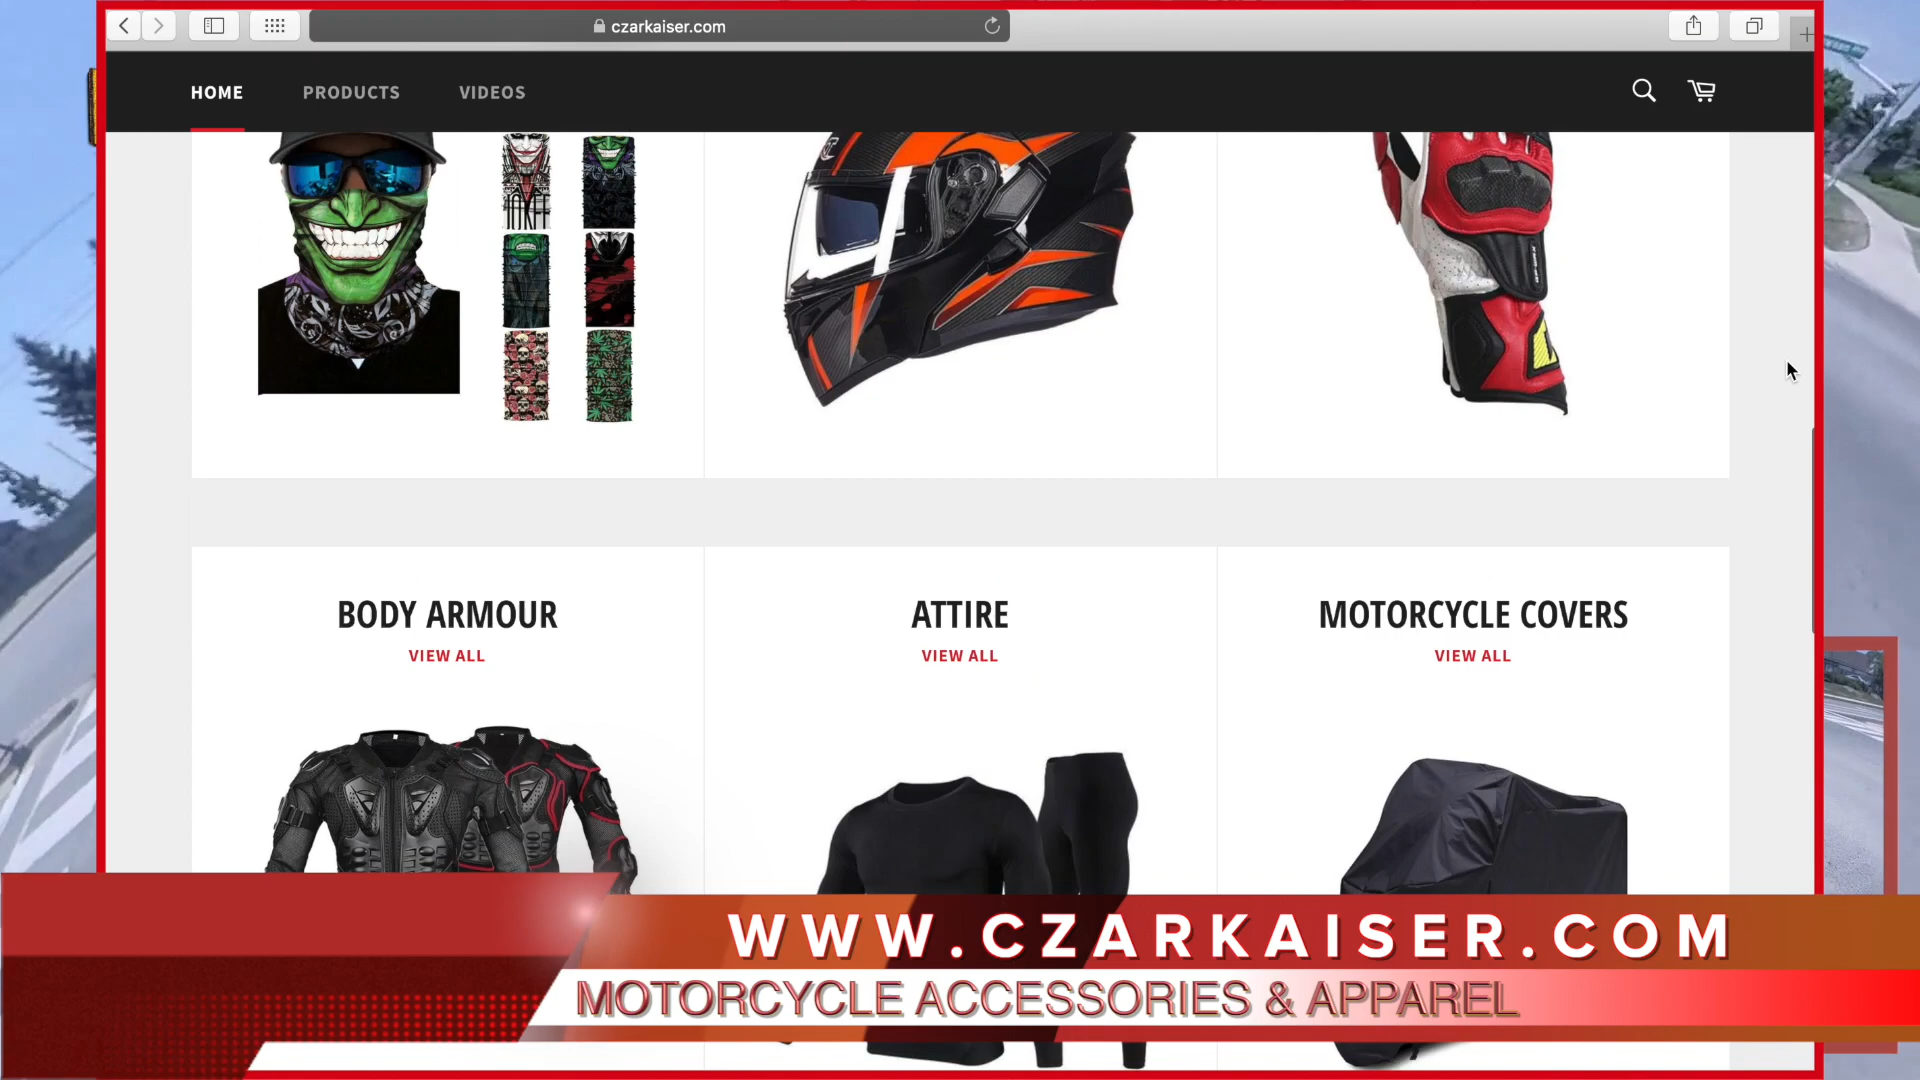 czarkaiser.com
HOME PRODUCTS VIDEOS
BODY ARMOUR
VIEW ALL
ATTIRE
VIEW ALL
MOTORCYCLE COVERS
VIEW ALL
WWW.CZARKAISER.COM
MOTORCYCLE ACCESSORIES & APPAREL